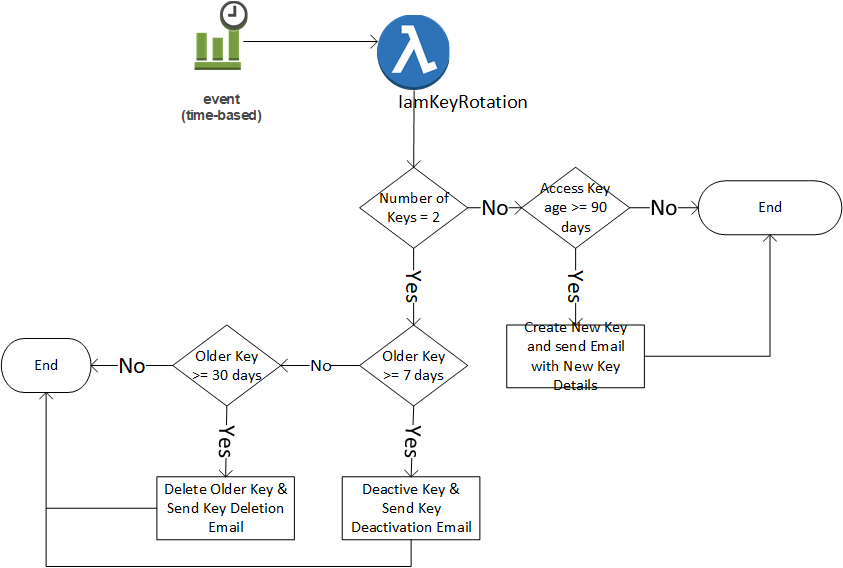 event
(time-based)
IamKeyRotation
Number of
Keys = 2
No
Access Key
age >= 90
days
No
End
Yes
Yes
Create New Key
and send Email
with New Key
Details
End
No
Older Key
>= 30 days
No
Older Key
>= 7 days
Yes
Yes
Delete Older Key &
Send Key Deletion
Email
Deactive Key &
Send Key
Deactivation Email